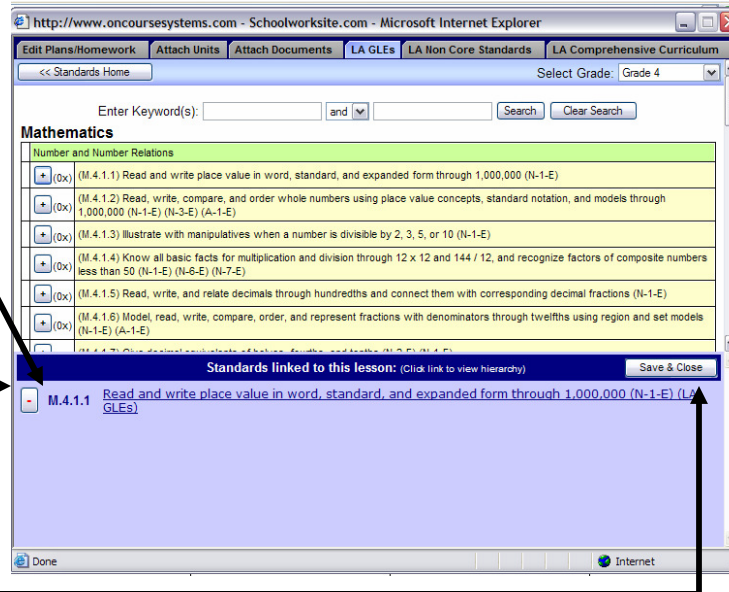 http://www.oncoursesystems.com - Schoolworksite.com - Microsoft Internet Explorer
Edit Plans/Homework Attach Units Attach Documents LA GLEs LA Non Core Standards LA Comprehensive Curriculum
<< Standards Home Select Grade: Grade 4
Enter Keyword(s): and Search Clear Search
Mathematics
Number and Number Relations
+ (0x) (M.4.1.1) Read and write place value in word, standard, and expanded form through 1,000,000 (N-1-E)
+ (0x) (M.4.1.2) Read, write, compare, and order whole numbers using place value concepts, standard notation, and models through
1,000,000 (N-1-E) (N-3-E) (A-1-E)
+ (0x) (M.4.1.3) Illustrate with manipulatives when a number is divisible by 2, 3, 5, or 10 (N-1-E)
+ (0x) (M.4.1.4) Know all basic facts for multiplication and division through 12 x 12 and 144 / 12, and recognize factors of composite numbers
less than 50 (N-1-E) (N-6-E) (N-7-E)
+ (0x) (M.4.1.5) Read, write, and relate decimals through hundredths and connect them with corresponding decimal fractions (N-1-E)
+ (0x) (M.4.1.6) Model, read, write, compare, order, and represent fractions with denominators through twelfths using region and set models
(N-1-E) (A-1-E)
Standards linked to this lesson: (Click link to view hierarchy) Save & Close
- M.4.1.1 Read and write place value in word, standard, and expanded form through 1,000,000 (N-1-E) (LA
GLEs)
Done Internet